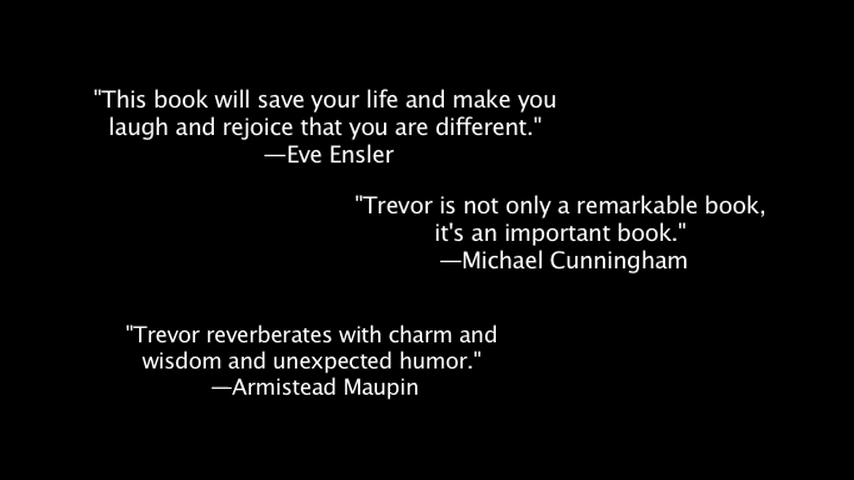 "This book will save your life and make you
laugh and rejoice that you are different."
—Eve Ensler
"Trevor is not only a remarkable book,
it's an important book."
—Michael Cunningham
"Trevor reverberates with charm and
wisdom and unexpected humor."
—Armistead Maupin